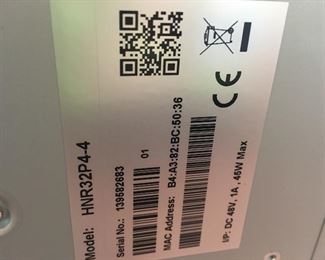 Model: HNR32P4-4
Serial No.: 139582683
01
MAC Address: B4:A3:82:BC:50:36
I/P: DC 48V, 1A , 45W Max
CE